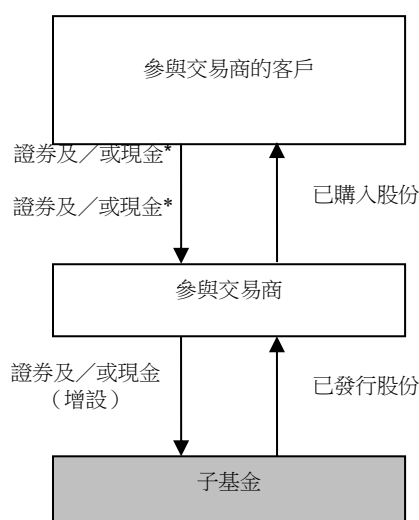 參與交易商的客戶
證券及／或現金*
證券及／或現金*
已購入股份
參與交易商
證券及／或現金
（增設）
已發行股份
子基金